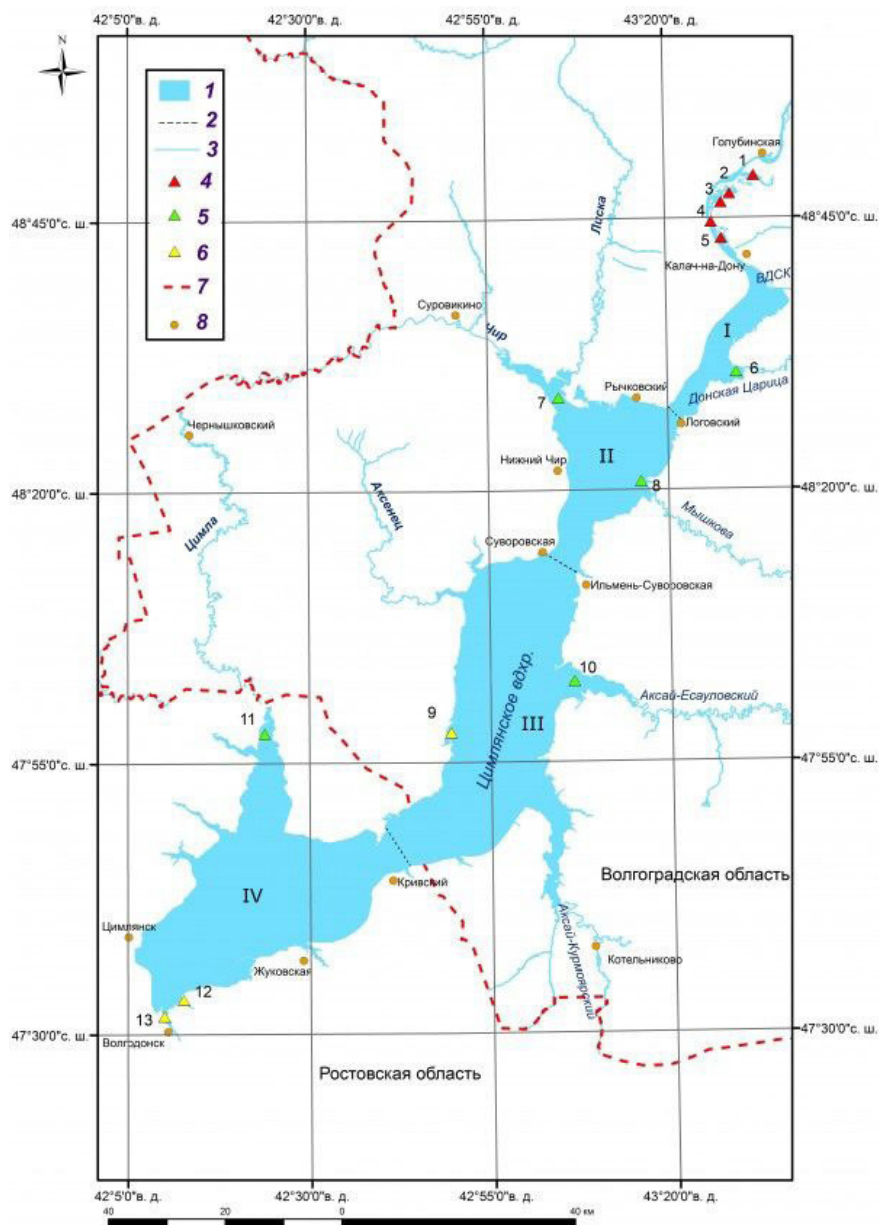 42°5'0"в. д.
42°30'0"в. д.
42°55'0"в. д.
43°20'0"в. д.
N
1
2
3
4
5
6
7
8
Голубинская
1
2
3
4
5
48°45'0"с. ш.
48°45'0"с. ш.
Калач-на-Дону
ВДСК
Лиска
Суровикино
Чир
I
6
Донская Царица
7
Рычковский
Логовский
Чернышковский
Нижний Чир
II
8
48°20'0"с. ш.
48°20'0"с. ш.
Мышкова
Цимла
Аксенец
Суворовская
Ильмень-Суворовская
10
Аксай-Есауловский
Цимлянское вдхр.
III
9
11
47°55'0"с. ш.
47°55'0"с. ш.
Волгоградская область
Кривский
IV
Цимлянск
Жуковская
Аксай-Курмоярский
Котельниково
12
13
Волгодонск
47°30'0"с. ш.
47°30'0"с. ш.
Ростовская область
42°5'0"в. д.
42°30'0"в. д.
42°55'0"в. д.
43°20'0"в. д.
40
20
0
40 км